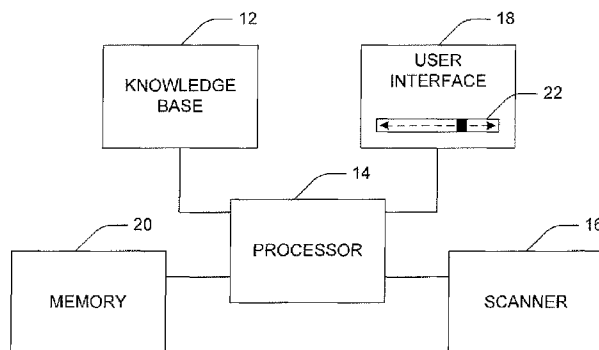 12
KNOWLEDGE
BASE
18
USER
INTERFACE
22
14
PROCESSOR
20
MEMORY
16
SCANNER